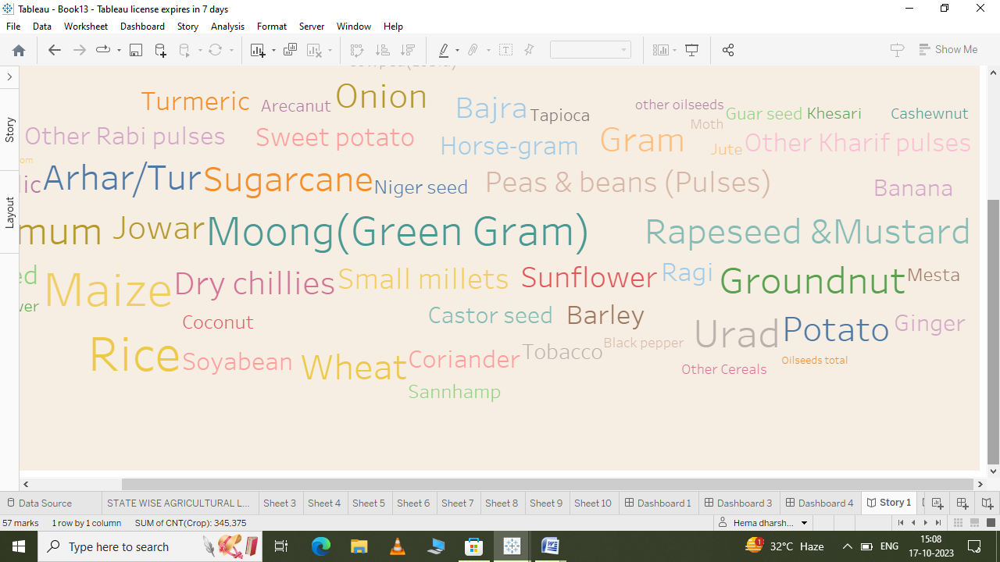 Tableau - Book13 - Tableau license expires in 7 days
File Data Worksheet Dashboard Story Analysis Format Server Window Help
Show Me
Story
Layout
Turmeric Arecanut Onion Bajra Tapioca other oilseeds Guar seed Khesari Cashewnut
Other Rabi pulses Sweet potato Horse-gram Gram Moth Jute Other Kharif pulses
om.
lic Arhar/Tur Sugarcane Niger seed Peas & beans (Pulses) Banana
mum Jowar Moong(Green Gram) Rapeseed &Mustard
ed Maize Dry chillies Small millets Sunflower Ragi Groundnut Mesta
wer Coconut Castor seed Barley Urad Potato Ginger
Rice Soyabean Wheat Coriander Tobacco Black pepper Other Cereals Oilseeds total
Sannhamp
Data Source STATE WISE AGRICULTURAL L... Sheet 3 Sheet 4 Sheet 5 Sheet 6 Sheet 7 Sheet 8 Sheet 9 Sheet 10 Dashboard 1 Dashboard 3 Dashboard 4 Story 1
57 marks 1 row by 1 column SUM of CNT(Crop): 345,375 Hema dharsh...
Type here to search 1 32°C Haze ENG 15:08
17-10-2023 1